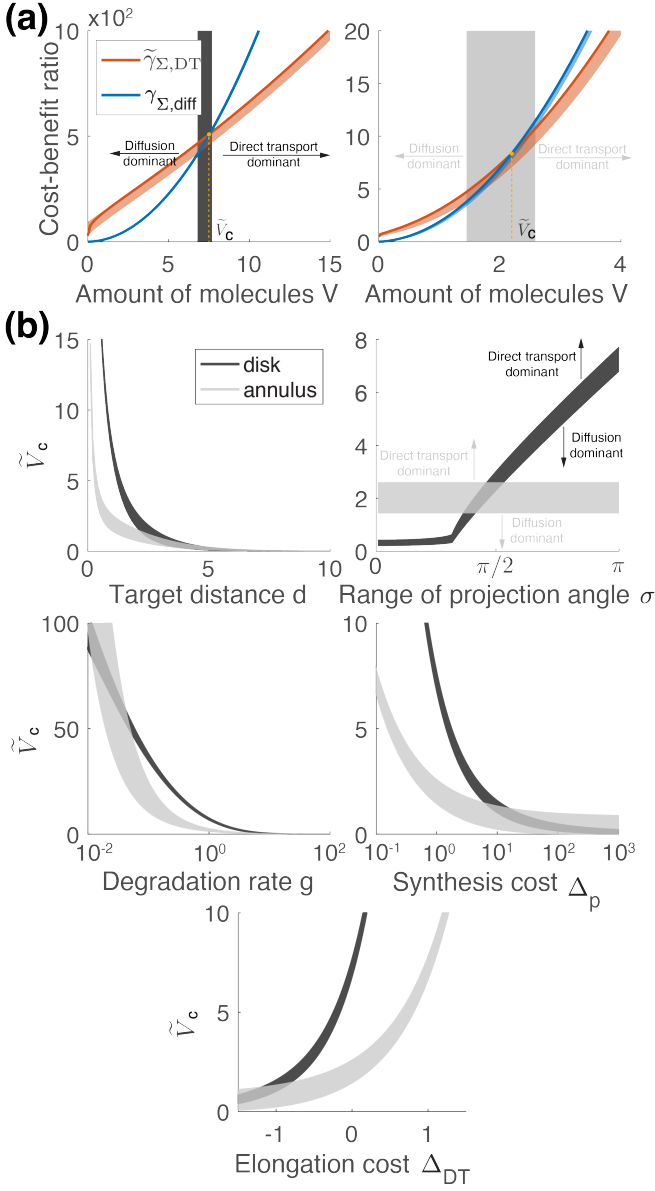 (a)
x10²
10
5
0
Cost-benefit ratio
γ̃Σ,DT
γΣ,diff
Diffusion
dominant
Direct transport
dominant
Ṽc
0 5 10 15
Amount of molecules V
20
15
10
5
0
Diffusion
dominant
Direct transport
dominant
Ṽc
0 2 4
Amount of molecules V
(b)
15
10
5
0
Ṽc
disk
annulus
0 5 10
Target distance d
8
6
4
2
0
Direct transport
dominant
Diffusion
dominant
Direct transport
dominant
Diffusion
dominant
0 π/2 π
Range of projection angle σ
100
50
0
Ṽc
10⁻² 10⁰ 10²
Degradation rate g
10
5
0
10⁻¹ 10⁰ 10¹ 10² 10³
Synthesis cost Δp
10
5
0
Ṽc
-1 0 1
Elongation cost ΔDT